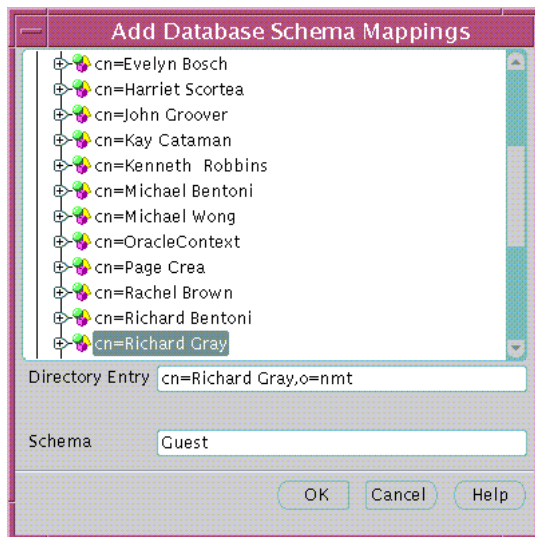 Add Database Schema Mappings
cn=Evelyn Bosch
cn=Harriet Scortea
cn=John Groover
cn=Kay Cataman
cn=Kenneth  Robbins
cn=Michael Bentoni
cn=Michael Wong
cn=OracleContext
cn=Page Crea
cn=Rachel Brown
cn=Richard Bentoni
cn=Richard Gray
Directory Entry cn=Richard Gray,o=nmt
Schema Guest
OK Cancel Help